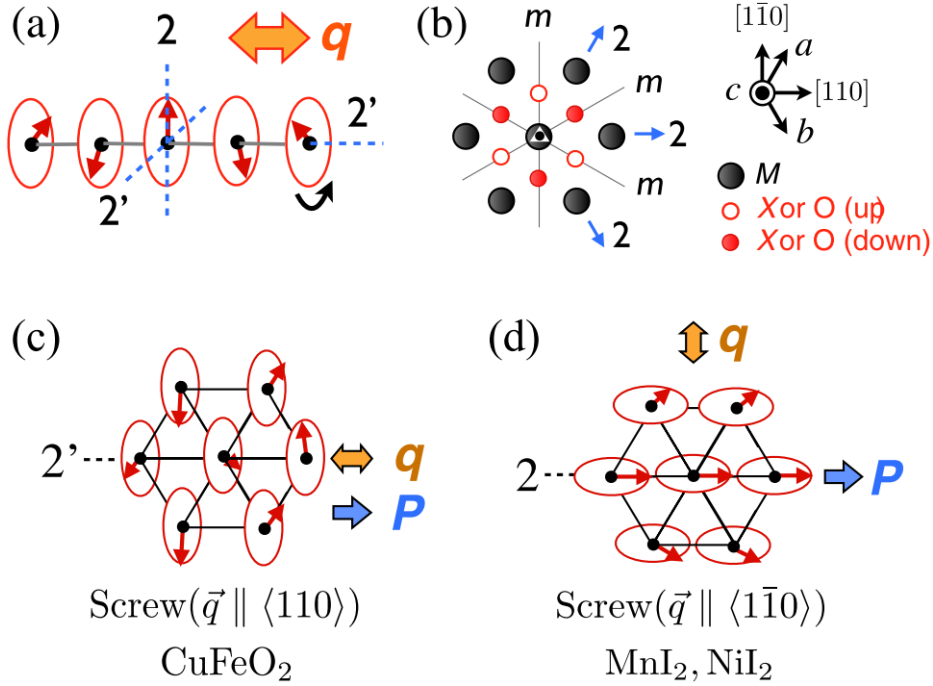 (a)
2
q
2'
2'
(b)
m
2
m
2
m
2
[11̄0]
a
c
[110]
b
M
X or O (up)
X or O (down)
(c)
2'
q
P
Screw(q⃗ ∥ ⟨110⟩)
CuFeO₂
(d)
q
2
P
Screw(q⃗ ∥ ⟨11̄0⟩)
MnI₂, NiI₂